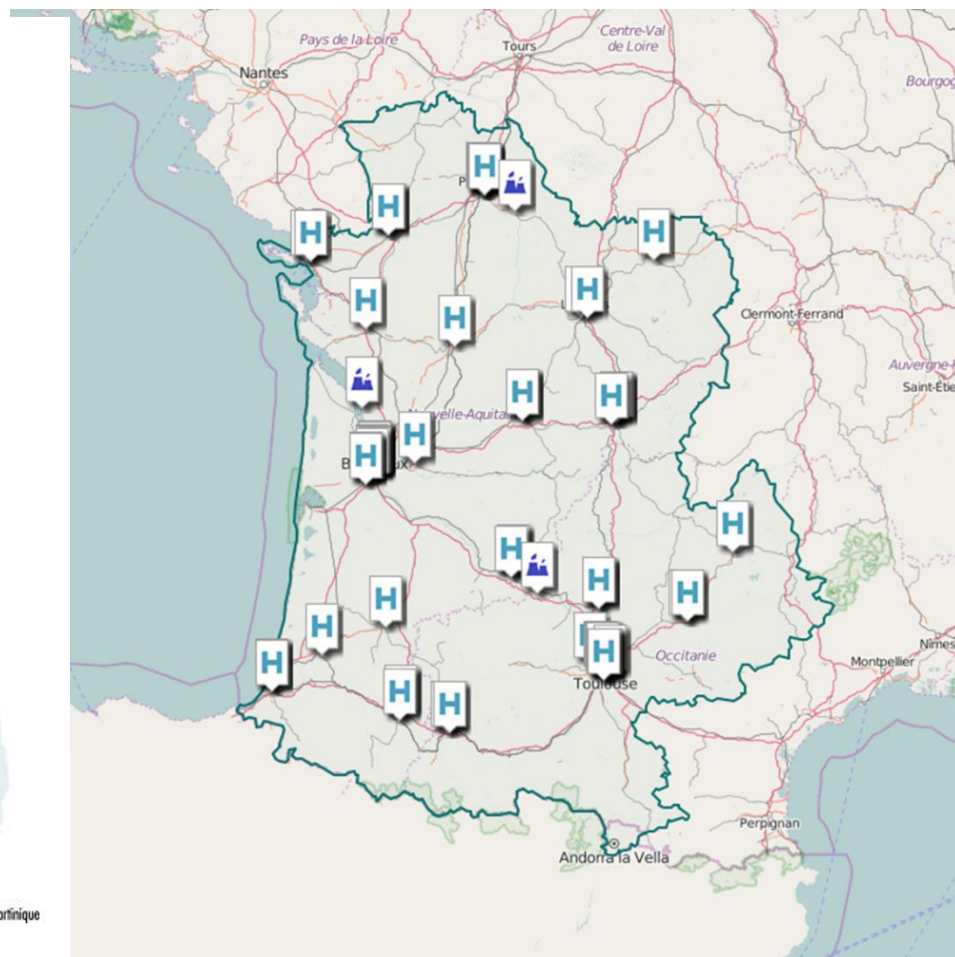 Pays de la Loire
Tours
Centre-Val
de Loire
Nantes
Bourgog
P
H
H
H
H
H
H
Clermont-Ferrand
H
Auvergne-
Saint-Étie
H
H
H
H
H
H
H
H
H
H
H
H
H
Occitanie
Nîmes
Montpellier
H
Toulouse
H
H
Perpignan
Andorra la Vella
artinique